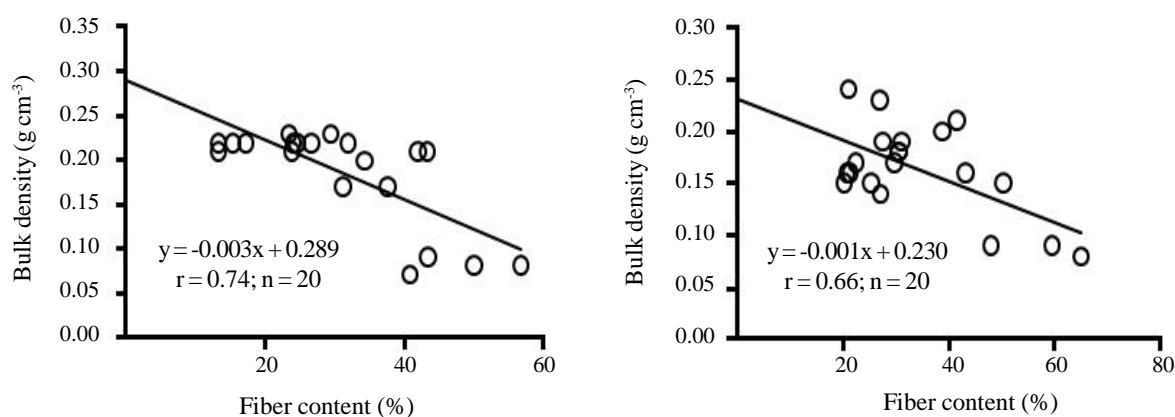 0.35
0.30
0.25
0.20
0.15
0.10
0.05
0.00
Bulk density (g cm⁻³)
y = -0.003x + 0.289
r = 0.74; n = 20
20
40
60
Fiber content (%)
0.30
0.25
0.20
0.15
0.10
0.05
0.00
Bulk density (g cm⁻³)
y = -0.001x + 0.230
r = 0.66; n = 20
20
40
60
80
Fiber content (%)